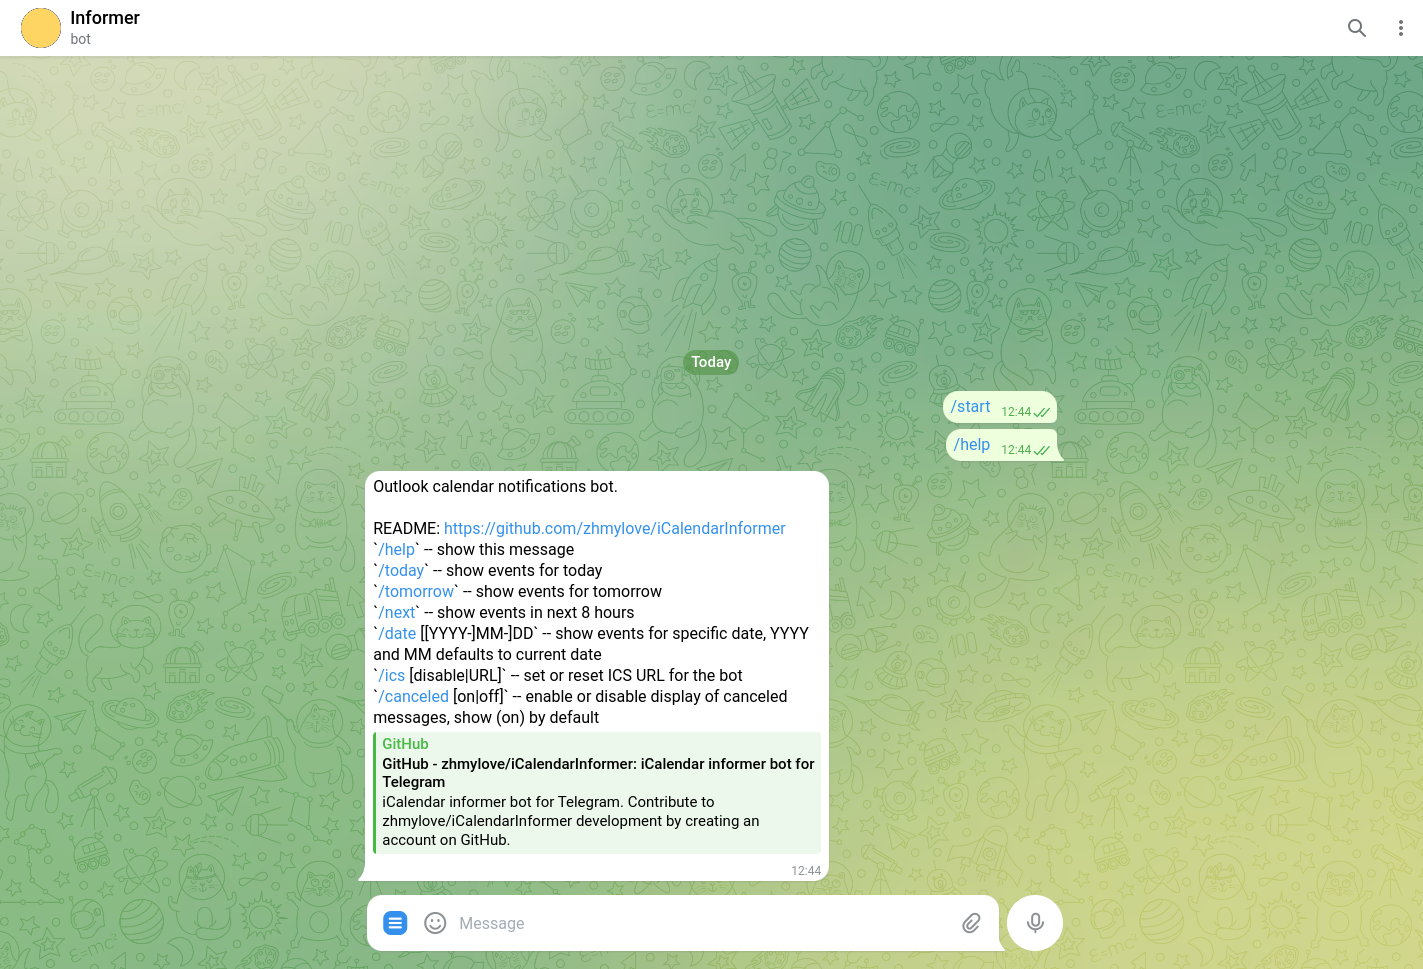 Informer
bot
Today
/start 12:44
/help 12:44
Outlook calendar notifications bot.
README: https://github.com/zhmylove/iCalendarInformer
`/help` -- show this message
`/today` -- show events for today
`/tomorrow` -- show events for tomorrow
`/next` -- show events in next 8 hours
`/date [[YYYY-]MM-]DD` -- show events for specific date, YYYY
and MM defaults to current date
`/ics [disable|URL]` -- set or reset ICS URL for the bot
`/canceled [on|off]` -- enable or disable display of canceled
messages, show (on) by default
GitHub
GitHub - zhmylove/iCalendarInformer: iCalendar informer bot for
Telegram
iCalendar informer bot for Telegram. Contribute to
zhmylove/iCalendarInformer development by creating an
account on GitHub.
12:44
Message